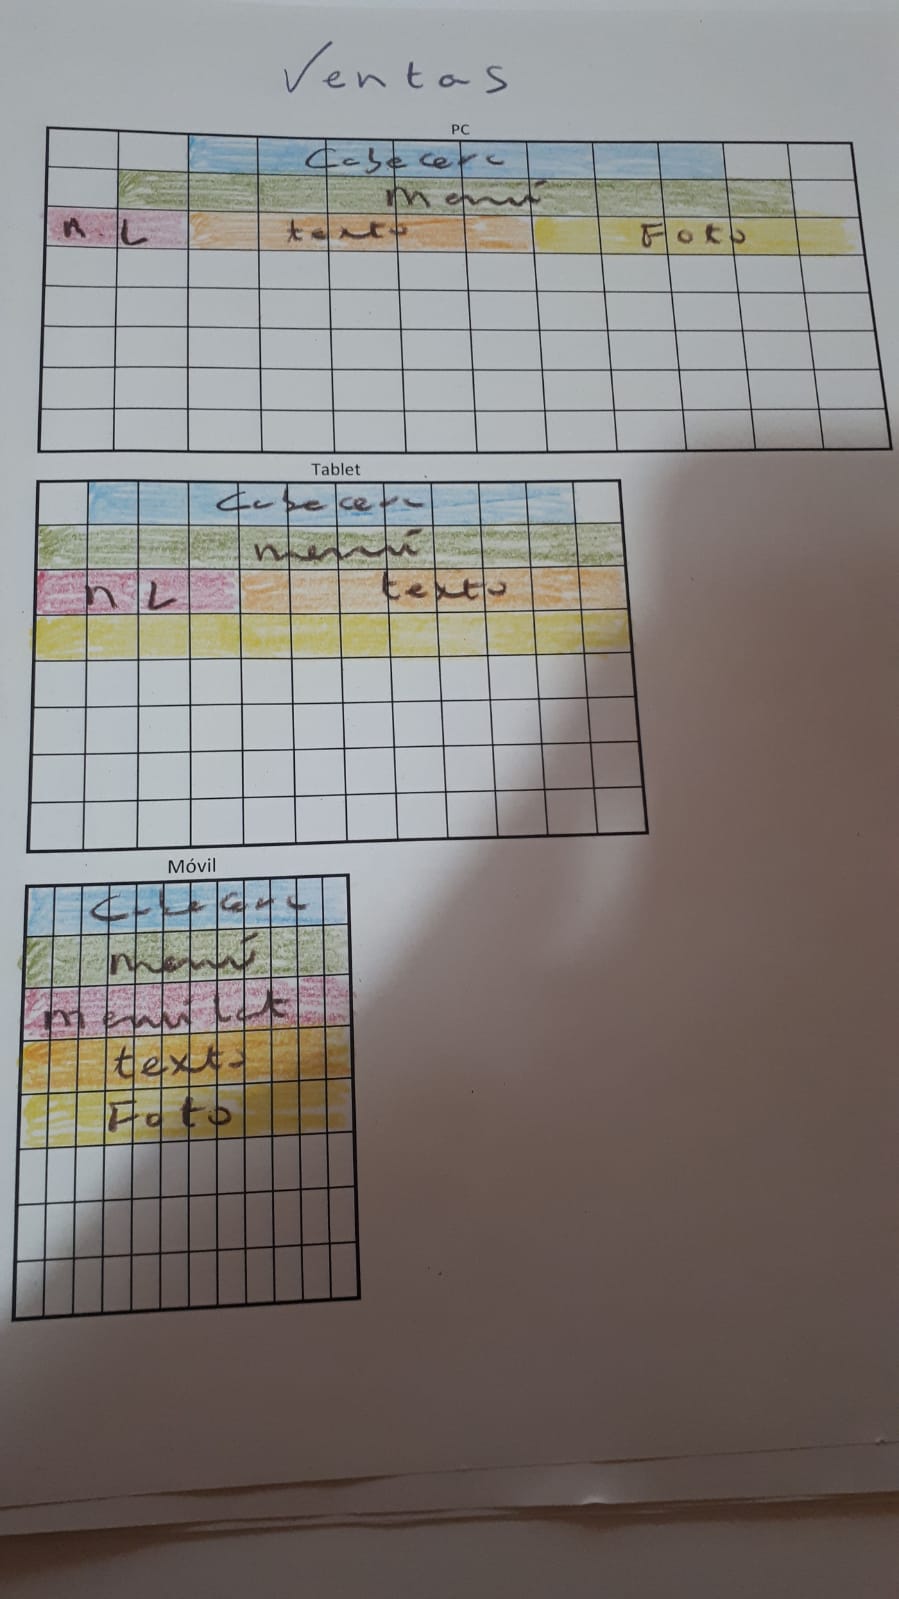 Ventas
PC
Cabecera
Menú
M. L texto Foto
Tablet
Cabecera
menú
M L texto
Móvil
Cabecera
menú
menú lat
texto
Foto